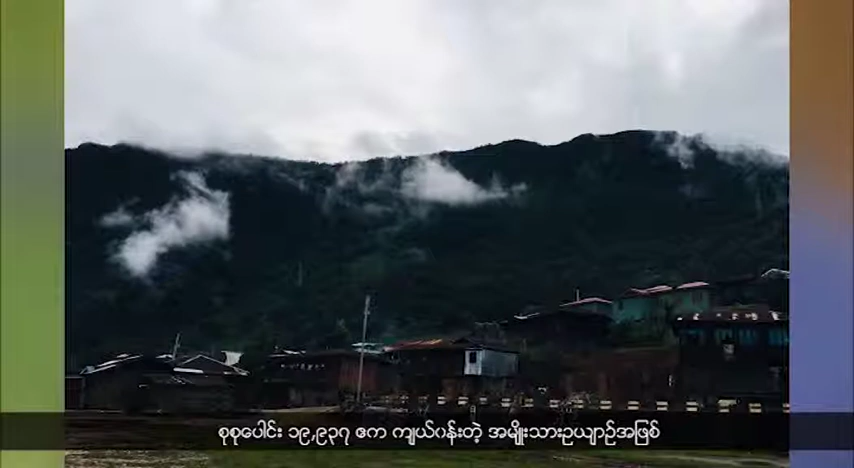 စုစုပေါင်း ၁၉,၉၃၇ ဧက ကျယ်ဝန်းတဲ့ အမျိုးသားဥယျာဉ်အဖြစ်